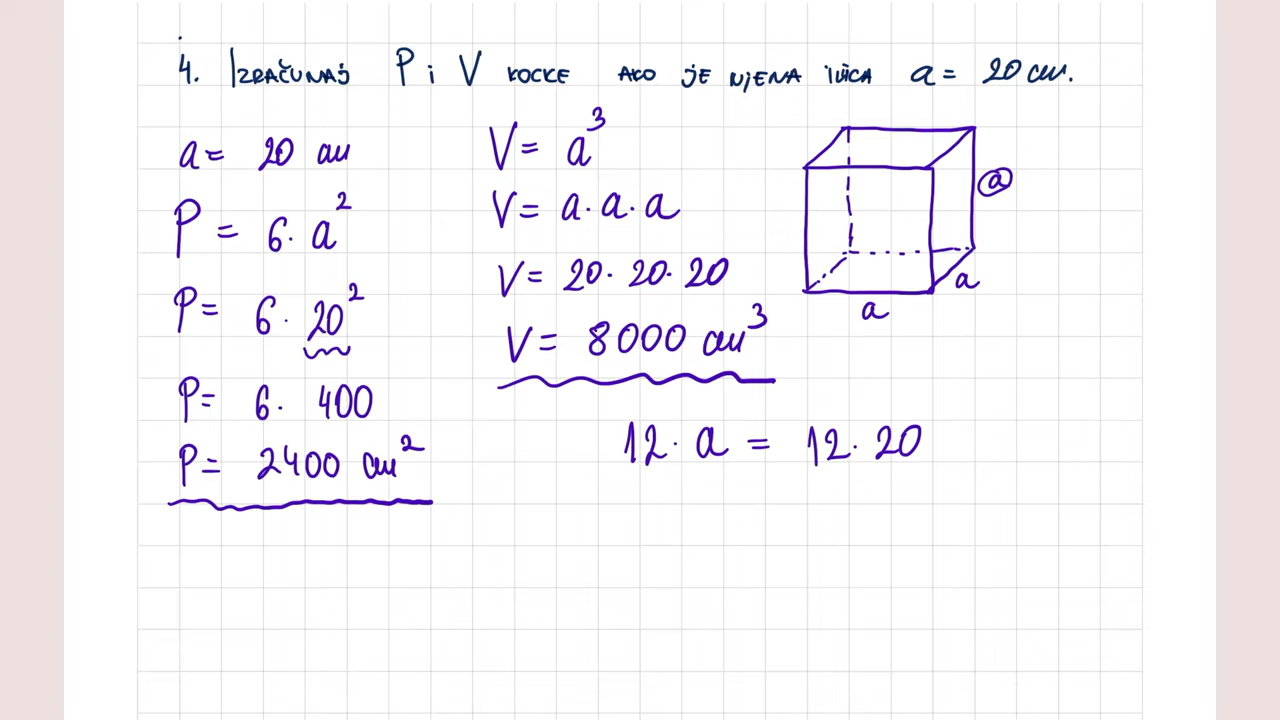 4. IZRAČUNAJ P i V KOCKE AKO JE NJENA IVICA a = 20 cm.
a = 20 cm
P = 6 · a²
P = 6 · 20²
P = 6 · 400
P = 2400 cm²
V = a³
V = a · a · a
V = 20 · 20 · 20
V = 8000 cm³
12 · a = 12 · 20
a
a
a